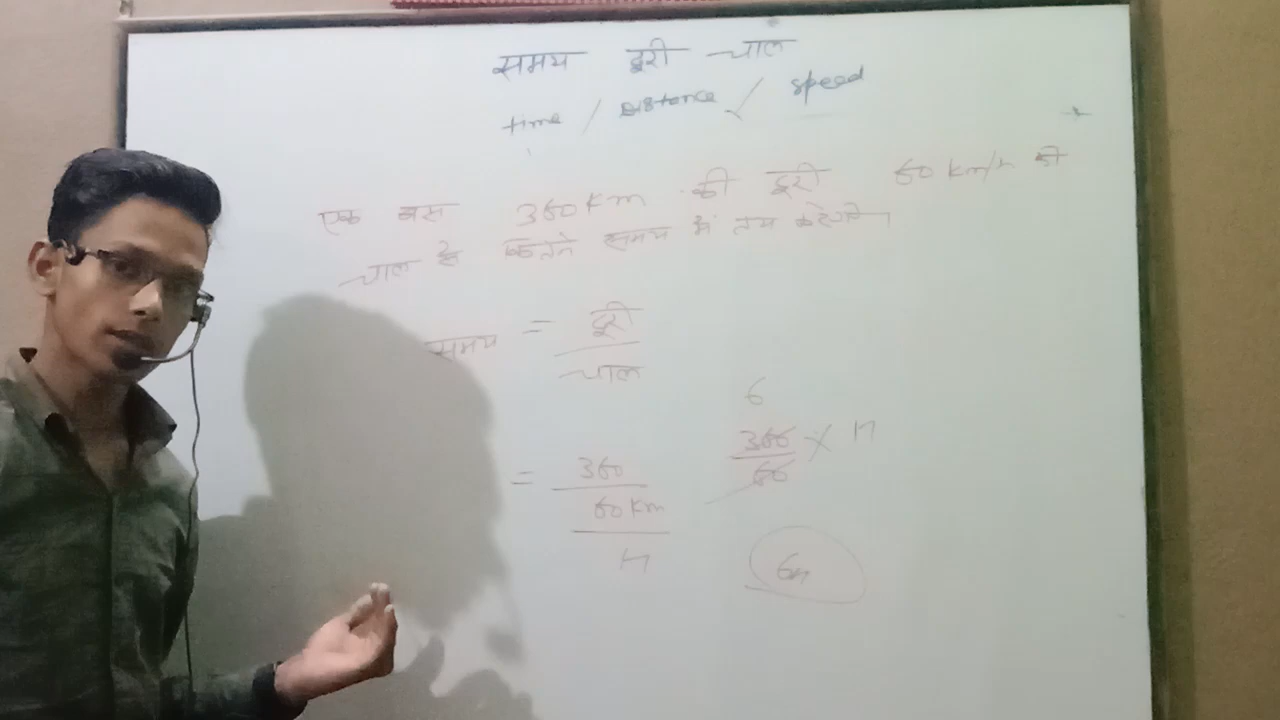 समय दूरी चाल
time / Distance / speed
एक बस 360 km की दूरी 60 km/h की
चाल से कितने समय में तय करेगी
समय = दूरी
चाल
6
= 360
60 km
h
360 × h
60
6h